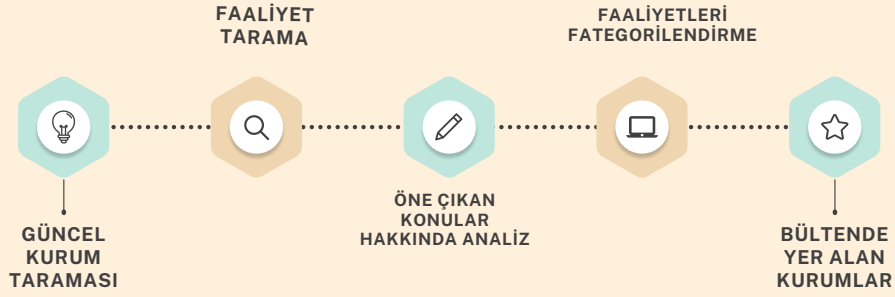 FAALİYET
TARAMA
FAALİYETLERİ
FATEGORİLENDİRME
GÜNCEL
KURUM
TARAMASI
ÖNE ÇIKAN
KONULAR
HAKKINDA ANALİZ
BÜLTENDE
YER ALAN
KURUMLAR